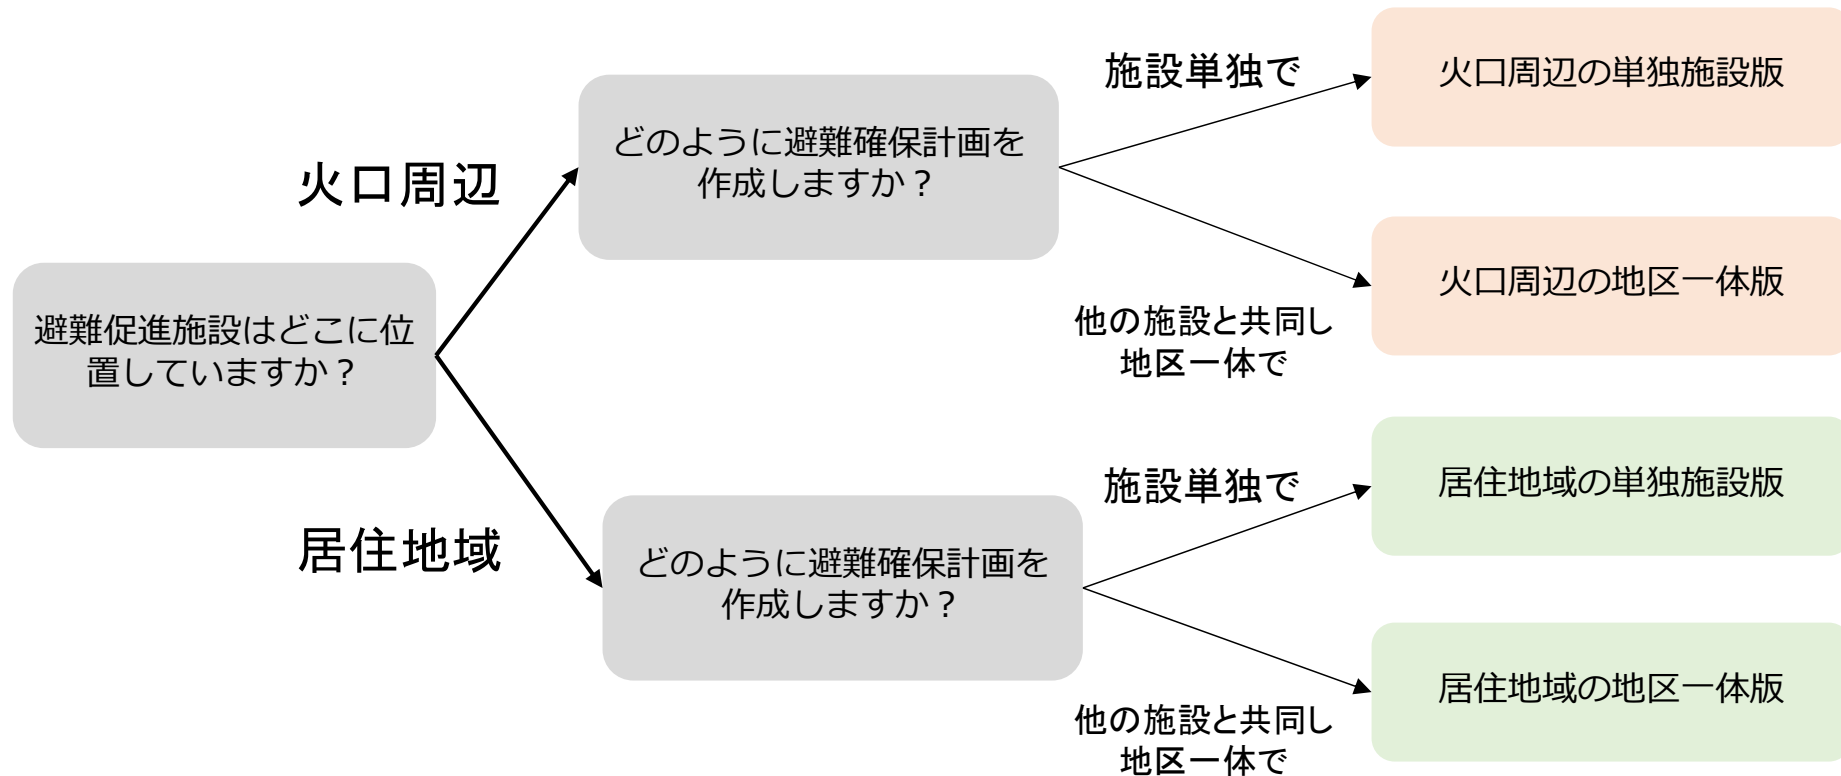 避難促進施設はどこに位
置していますか？
火口周辺
どのように避難確保計画を
作成しますか？
施設単独で
火口周辺の単独施設版
他の施設と共同し
地区一体で
火口周辺の地区一体版
居住地域
どのように避難確保計画を
作成しますか？
施設単独で
居住地域の単独施設版
他の施設と共同し
地区一体で
居住地域の地区一体版